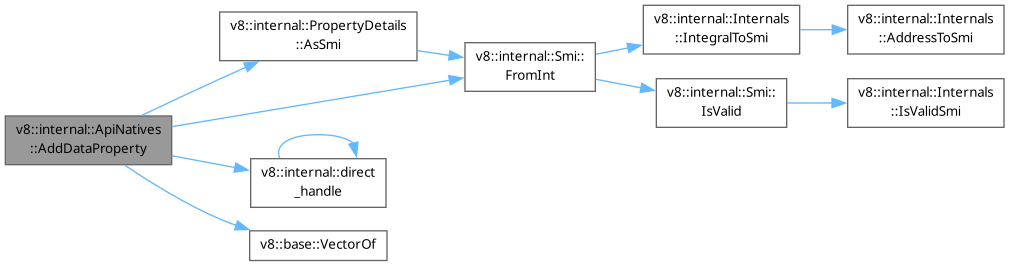 v8::internal::ApiNatives
::AddDataProperty
v8::internal::PropertyDetails
::AsSmi
v8::internal::Smi::
FromInt
v8::internal::Internals
::IntegralToSmi
v8::internal::Internals
::AddressToSmi
v8::internal::Smi::
IsValid
v8::internal::Internals
::IsValidSmi
v8::internal::direct
_handle
v8::base::VectorOf